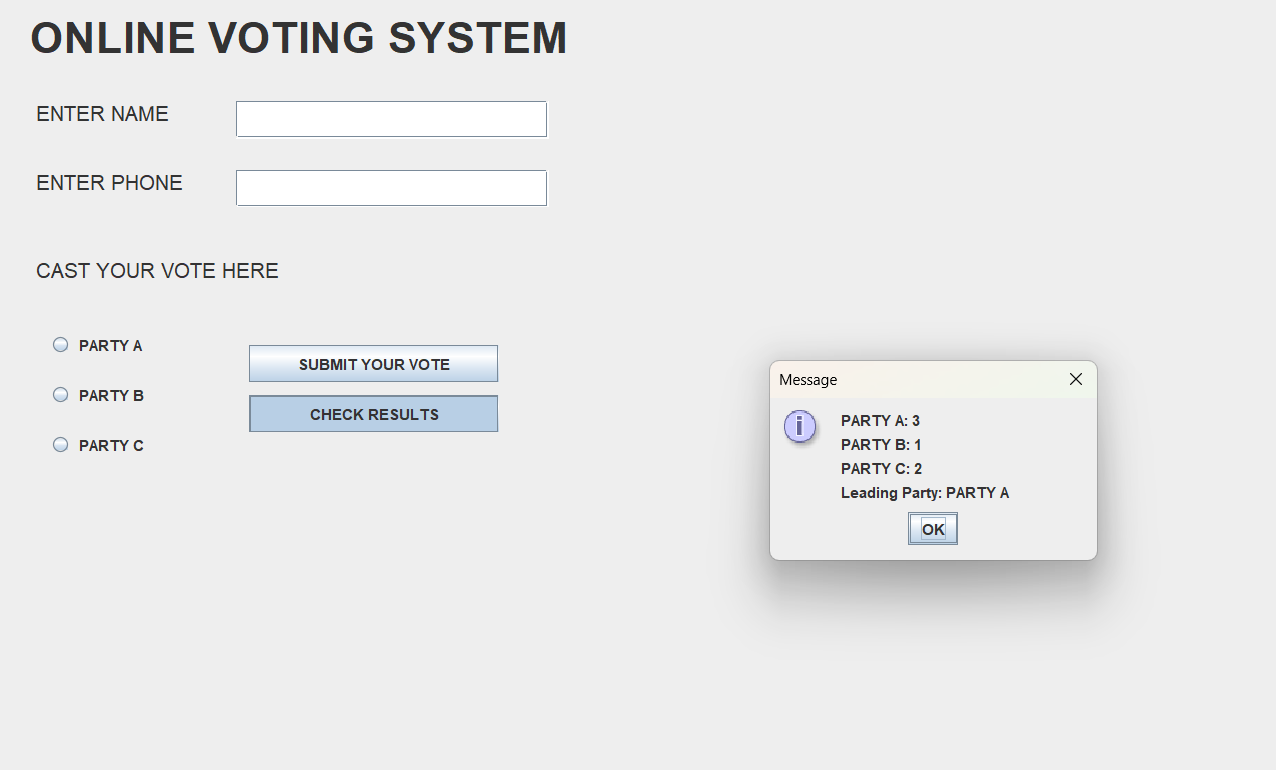 ONLINE VOTING SYSTEM
ENTER NAME
ENTER PHONE
CAST YOUR VOTE HERE
PARTY A
SUBMIT YOUR VOTE
PARTY B
CHECK RESULTS
PARTY C
Message
PARTY A: 3
PARTY B: 1
PARTY C: 2
Leading Party: PARTY A
OK